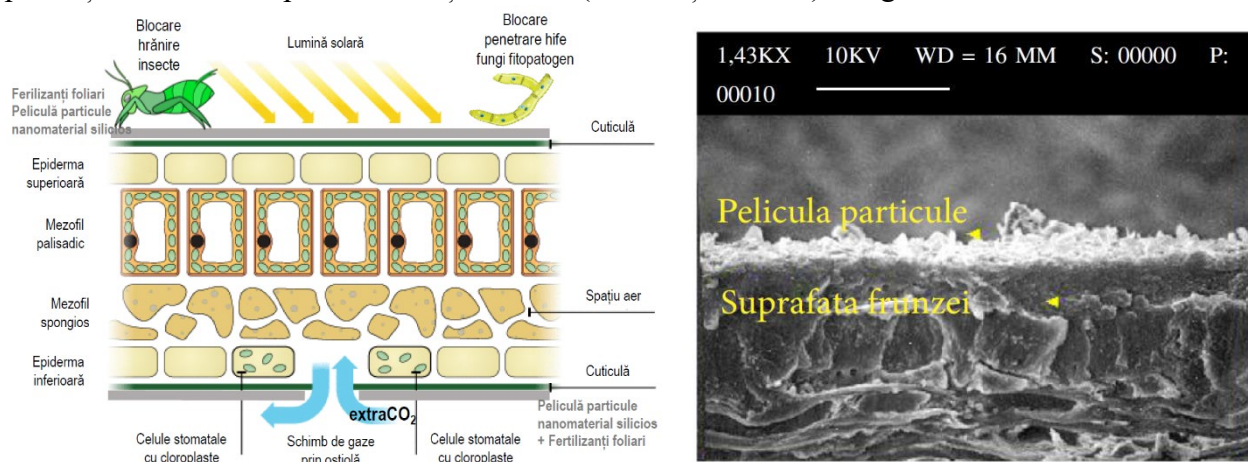 Blocare
hrănire
insecte
Lumină solară
Blocare
penetrare hife
fungi fitopatogen
Ferilizanți foliari
Peliculă particule
nanomaterial silicios
Cuticulă
Epiderma
superioară
Mezofil
palisadic
Mezofil
spongios
Spațiu aer
Epiderma
inferioară
Cuticulă
extraCO₂
Peliculă particule
nanomaterial silicios
+ Fertilizanți foliari
Celule stomatale
cu cloroplaste
Schimb de gaze
prin ostiolă
Celule stomatale
cu cloroplaste
1,43KX 10KV WD = 16 MM S: 00000 P:
00010
Pelicula particule
Suprafata frunzei